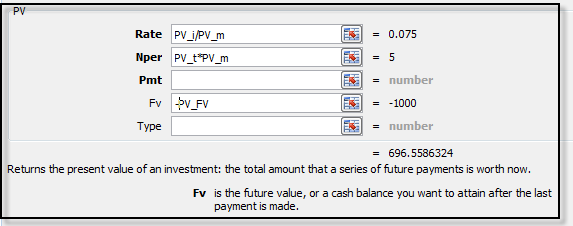 PV
Rate PV_i/PV_m = 0.075
Nper PV_t*PV_m = 5
Pmt = number
Fv -PV_FV = -1000
Type = number
= 696.5586324
Returns the present value of an investment: the total amount that a series of future payments is worth now.
Fv is the future value, or a cash balance you want to attain after the last
payment is made.